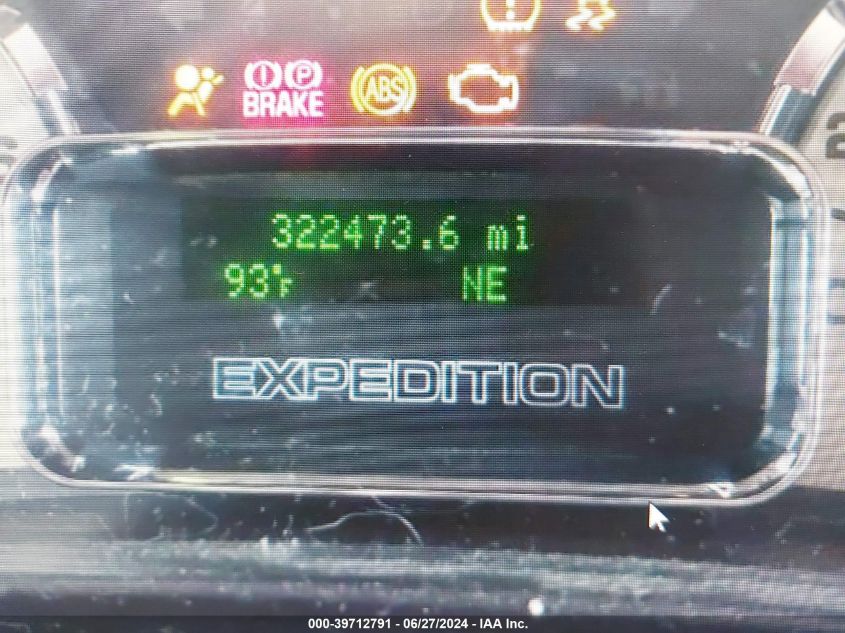 BRAKE
P
ABS
322473.6 mi
93°F NE
EXPEDITION
000-39712791 - 06/27/2024 - IAA Inc.